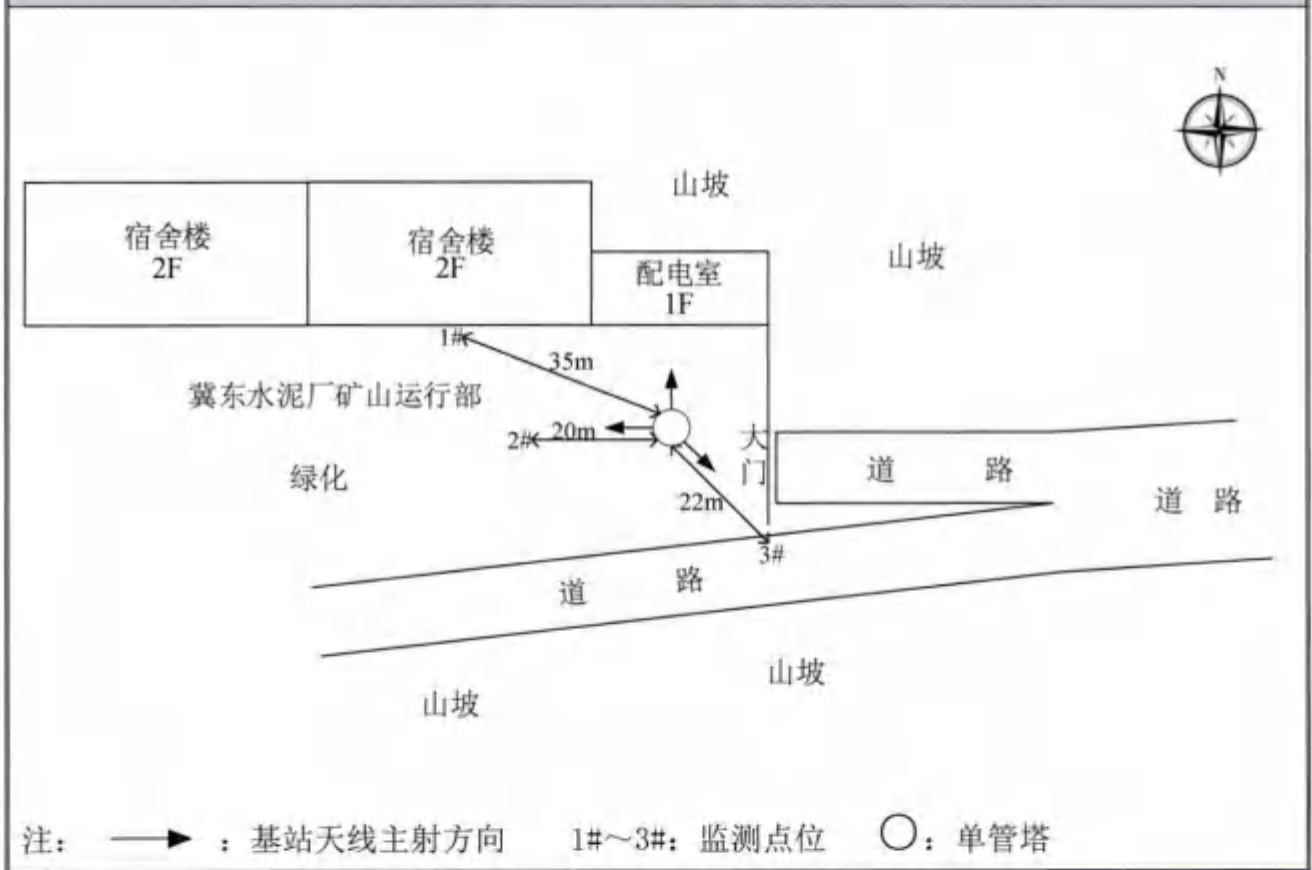 N
山坡
宿舍楼
2F
宿舍楼
2F
山坡
配电室
1F
1#
35m
冀东水泥厂矿山运行部
2#
20m
大门
道 路
绿化
道 路
22m
3#
道 路
山坡
山坡
注： ：基站天线主射方向 1#～3#：监测点位 ：单管塔